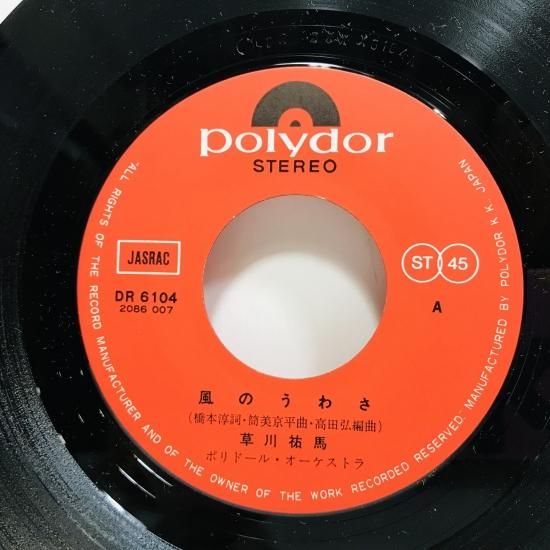 polydor
STEREO
JASRAC
DR 6104
2086 007
ST 45
A
風のうわさ
(橋本淳詞・筒美京平曲・高田弘編曲)
草川祐馬
ポリドール・オーケストラ
"ALL RIGHTS OF THE RECORD MANUFACTURER AND OF THE OWNER OF THE WORK RECORDED RESERVED." MANUFACTURED BY POLYDOR K. K. JAPAN